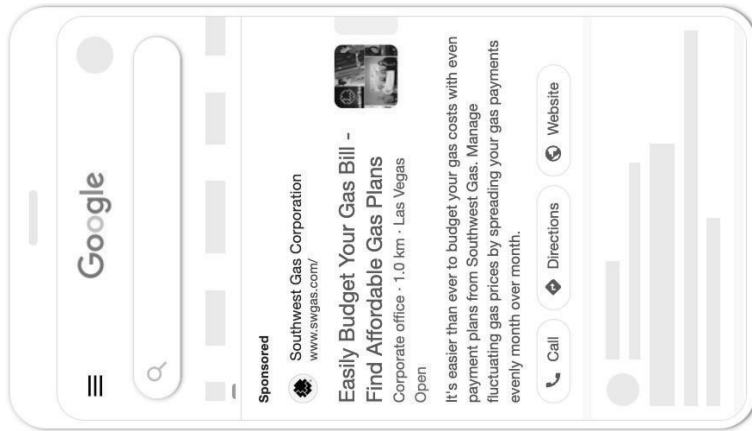 Google
Sponsored
Southwest Gas Corporation
www.swgas.com/
Easily Budget Your Gas Bill -
Find Affordable Gas Plans
Corporate office · 1.0 km · Las Vegas
Open
It's easier than ever to budget your gas costs with even
payment plans from Southwest Gas. Manage
fluctuating gas prices by spreading your gas payments
evenly month over month.
Call Directions Website